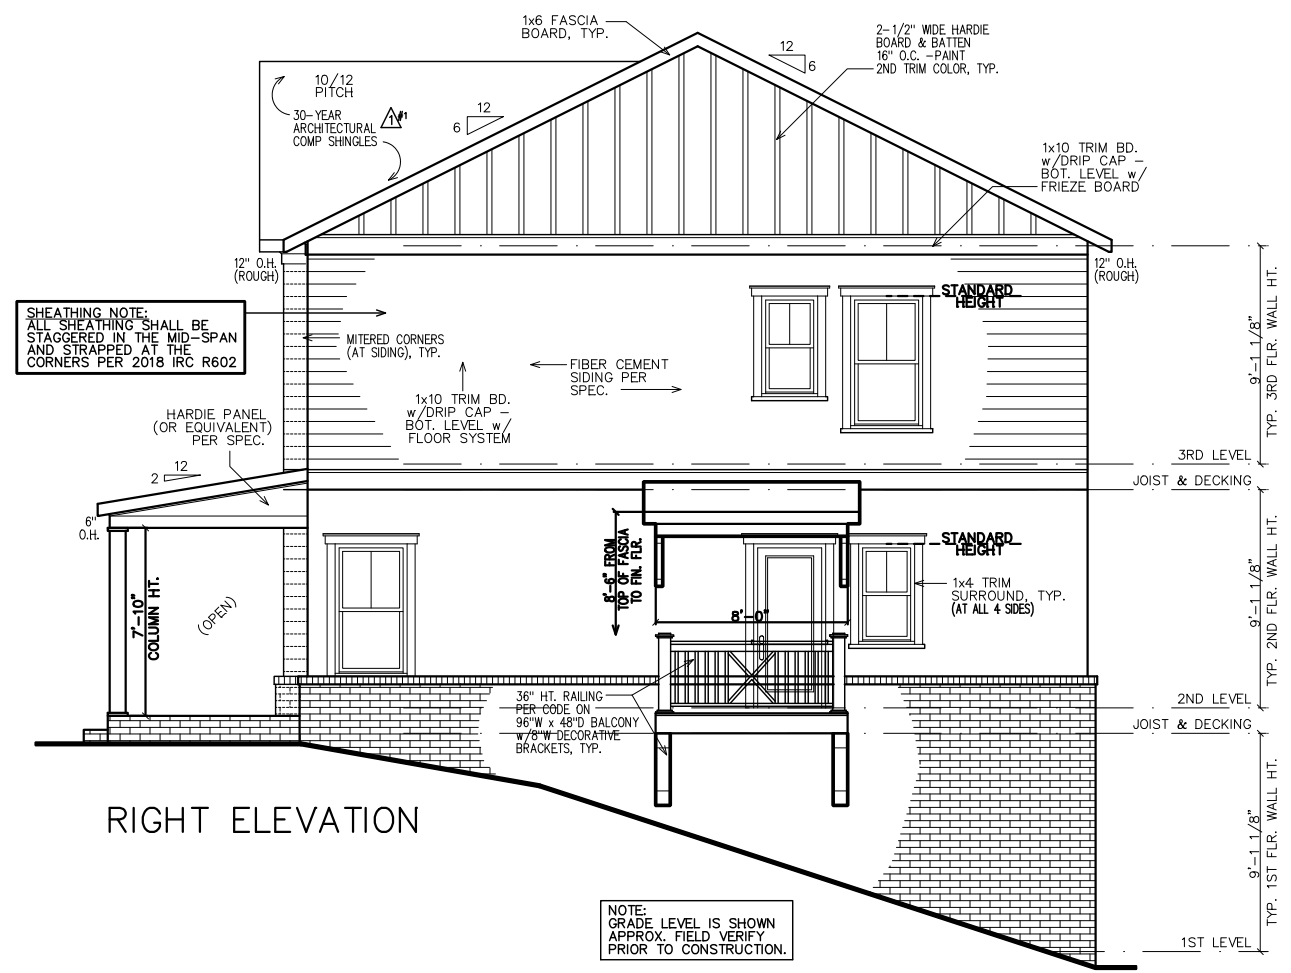 1x6 FASCIA
BOARD, TYP.
12
6
2-1/2" WIDE HARDIE
BOARD & BATTEN
16" O.C. -PAINT
2ND TRIM COLOR, TYP.
10/12
PITCH
30-YEAR
ARCHITECTURAL
COMP SHINGLES
1
#1
12
6
1x10 TRIM BD.
w/DRIP CAP -
BOT. LEVEL w/
FRIEZE BOARD
12" O.H.
(ROUGH)
12" O.H.
(ROUGH)
STANDARD
HEIGHT
SHEATHING NOTE:
ALL SHEATHING SHALL BE
STAGGERED IN THE MID-SPAN
AND STRAPPED AT THE
CORNERS PER 2018 IRC R602
MITERED CORNERS
(AT SIDING), TYP.
FIBER CEMENT
SIDING PER
SPEC.
1x10 TRIM BD.
w/DRIP CAP -
BOT. LEVEL w/
FLOOR SYSTEM
9'-1 1/8"
TYP. 3RD FLR. WALL HT.
HARDIE PANEL
(OR EQUIVALENT)
PER SPEC.
12
2
3RD LEVEL
JOIST & DECKING
6"
O.H.
8'-6" FROM
TOP OF FASCIA
TO FIN. FLR.
STANDARD
HEIGHT
7'-10"
COLUMN HT.
(OPEN)
8'-0"
1x4 TRIM
SURROUND, TYP.
(AT ALL 4 SIDES)
9'-1 1/8"
TYP. 2ND FLR. WALL HT.
36" HT. RAILING
PER CODE ON
96"W x 48"D BALCONY
w/8"W DECORATIVE
BRACKETS, TYP.
2ND LEVEL
JOIST & DECKING
RIGHT ELEVATION
9'-1 1/8"
TYP. 1ST FLR. WALL HT.
NOTE:
GRADE LEVEL IS SHOWN
APPROX. FIELD VERIFY
PRIOR TO CONSTRUCTION.
1ST LEVEL